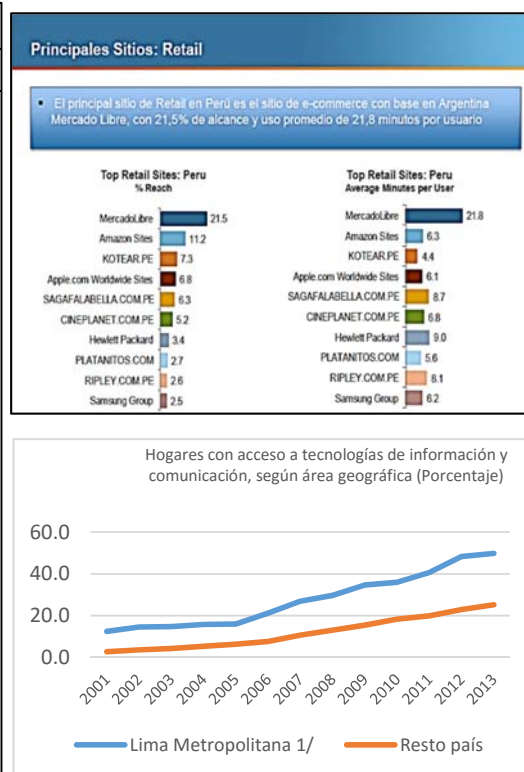 Principales Sitios: Retail
▪ El principal sitio de Retail en Perú es el sitio de e-commerce con base en Argentina
Mercado Libre, con 21,5% de alcance y uso promedio de 21,8 minutos por usuario
Top Retail Sites: Peru
% Reach
MercadoLibre 21.5
Amazon Sites 11.2
KOTEAR.PE 7.3
Apple.com Worldwide Sites 6.8
SAGAFALABELLA.COM.PE 6.3
CINEPLANET.COM.PE 5.2
Hewlett Packard 3.4
PLATANITOS.COM 2.7
RIPLEY.COM.PE 2.6
Samsung Group 2.5
Top Retail Sites: Peru
Average Minutes per User
MercadoLibre 21.8
Amazon Sites 6.3
KOTEAR.PE 4.4
Apple.com Worldwide Sites 6.1
SAGAFALABELLA.COM.PE 8.7
CINEPLANET.COM.PE 6.8
Hewlett Packard 9.0
PLATANITOS.COM 5.6
RIPLEY.COM.PE 8.1
Samsung Group 6.2
Hogares con acceso a tecnologías de información y
comunicación, según área geográfica (Porcentaje)
60.0
40.0
20.0
0.0
2001 2002 2003 2004 2005 2006 2007 2008 2009 2010 2011 2012 2013
Lima Metropolitana 1/ Resto país